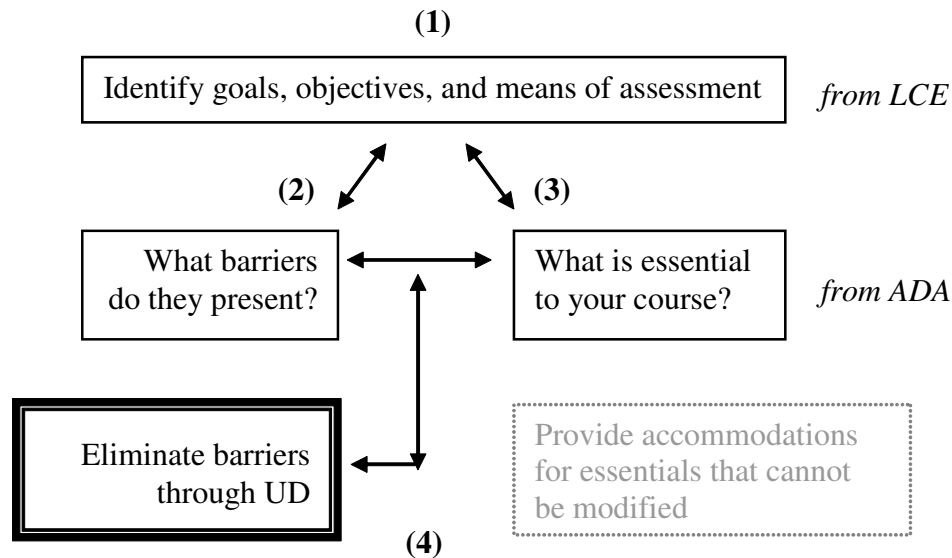 (1)
Identify goals, objectives, and means of assessment
from LCE
(2)
(3)
What barriers
do they present?
What is essential
to your course?
from ADA
Eliminate barriers
through UD
Provide accommodations
for essentials that cannot
be modified
(4)